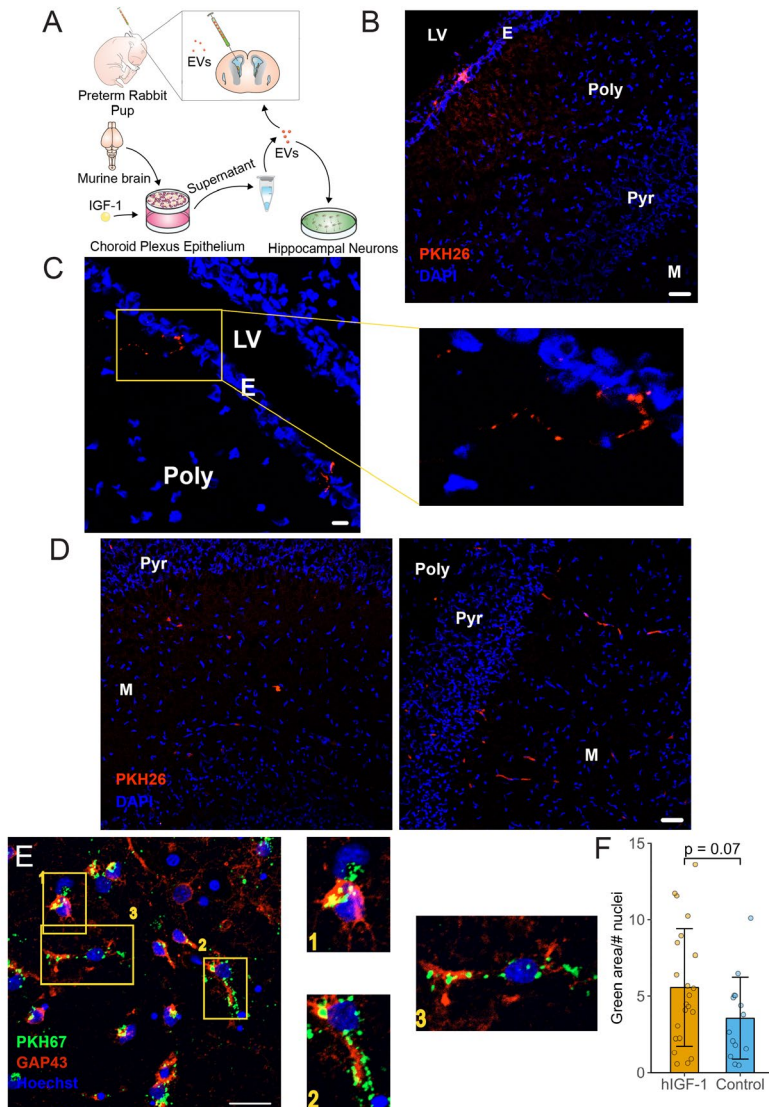 A
EVs
Preterm Rabbit
Pup
Murine brain
IGF-1
Supernatant
EVs
Choroid Plexus Epithelium
Hippocampal Neurons
B
LV
E
Poly
Pyr
PKH26
DAPI
M
C
LV
E
Poly
D
Pyr
M
PKH26
DAPI
Poly
Pyr
M
E
1
3
2
PKH67
GAP43
Hoechst
1
2
3
F
p = 0.07
Green area/# nuclei
15
10
5
0
hIGF-1
Control